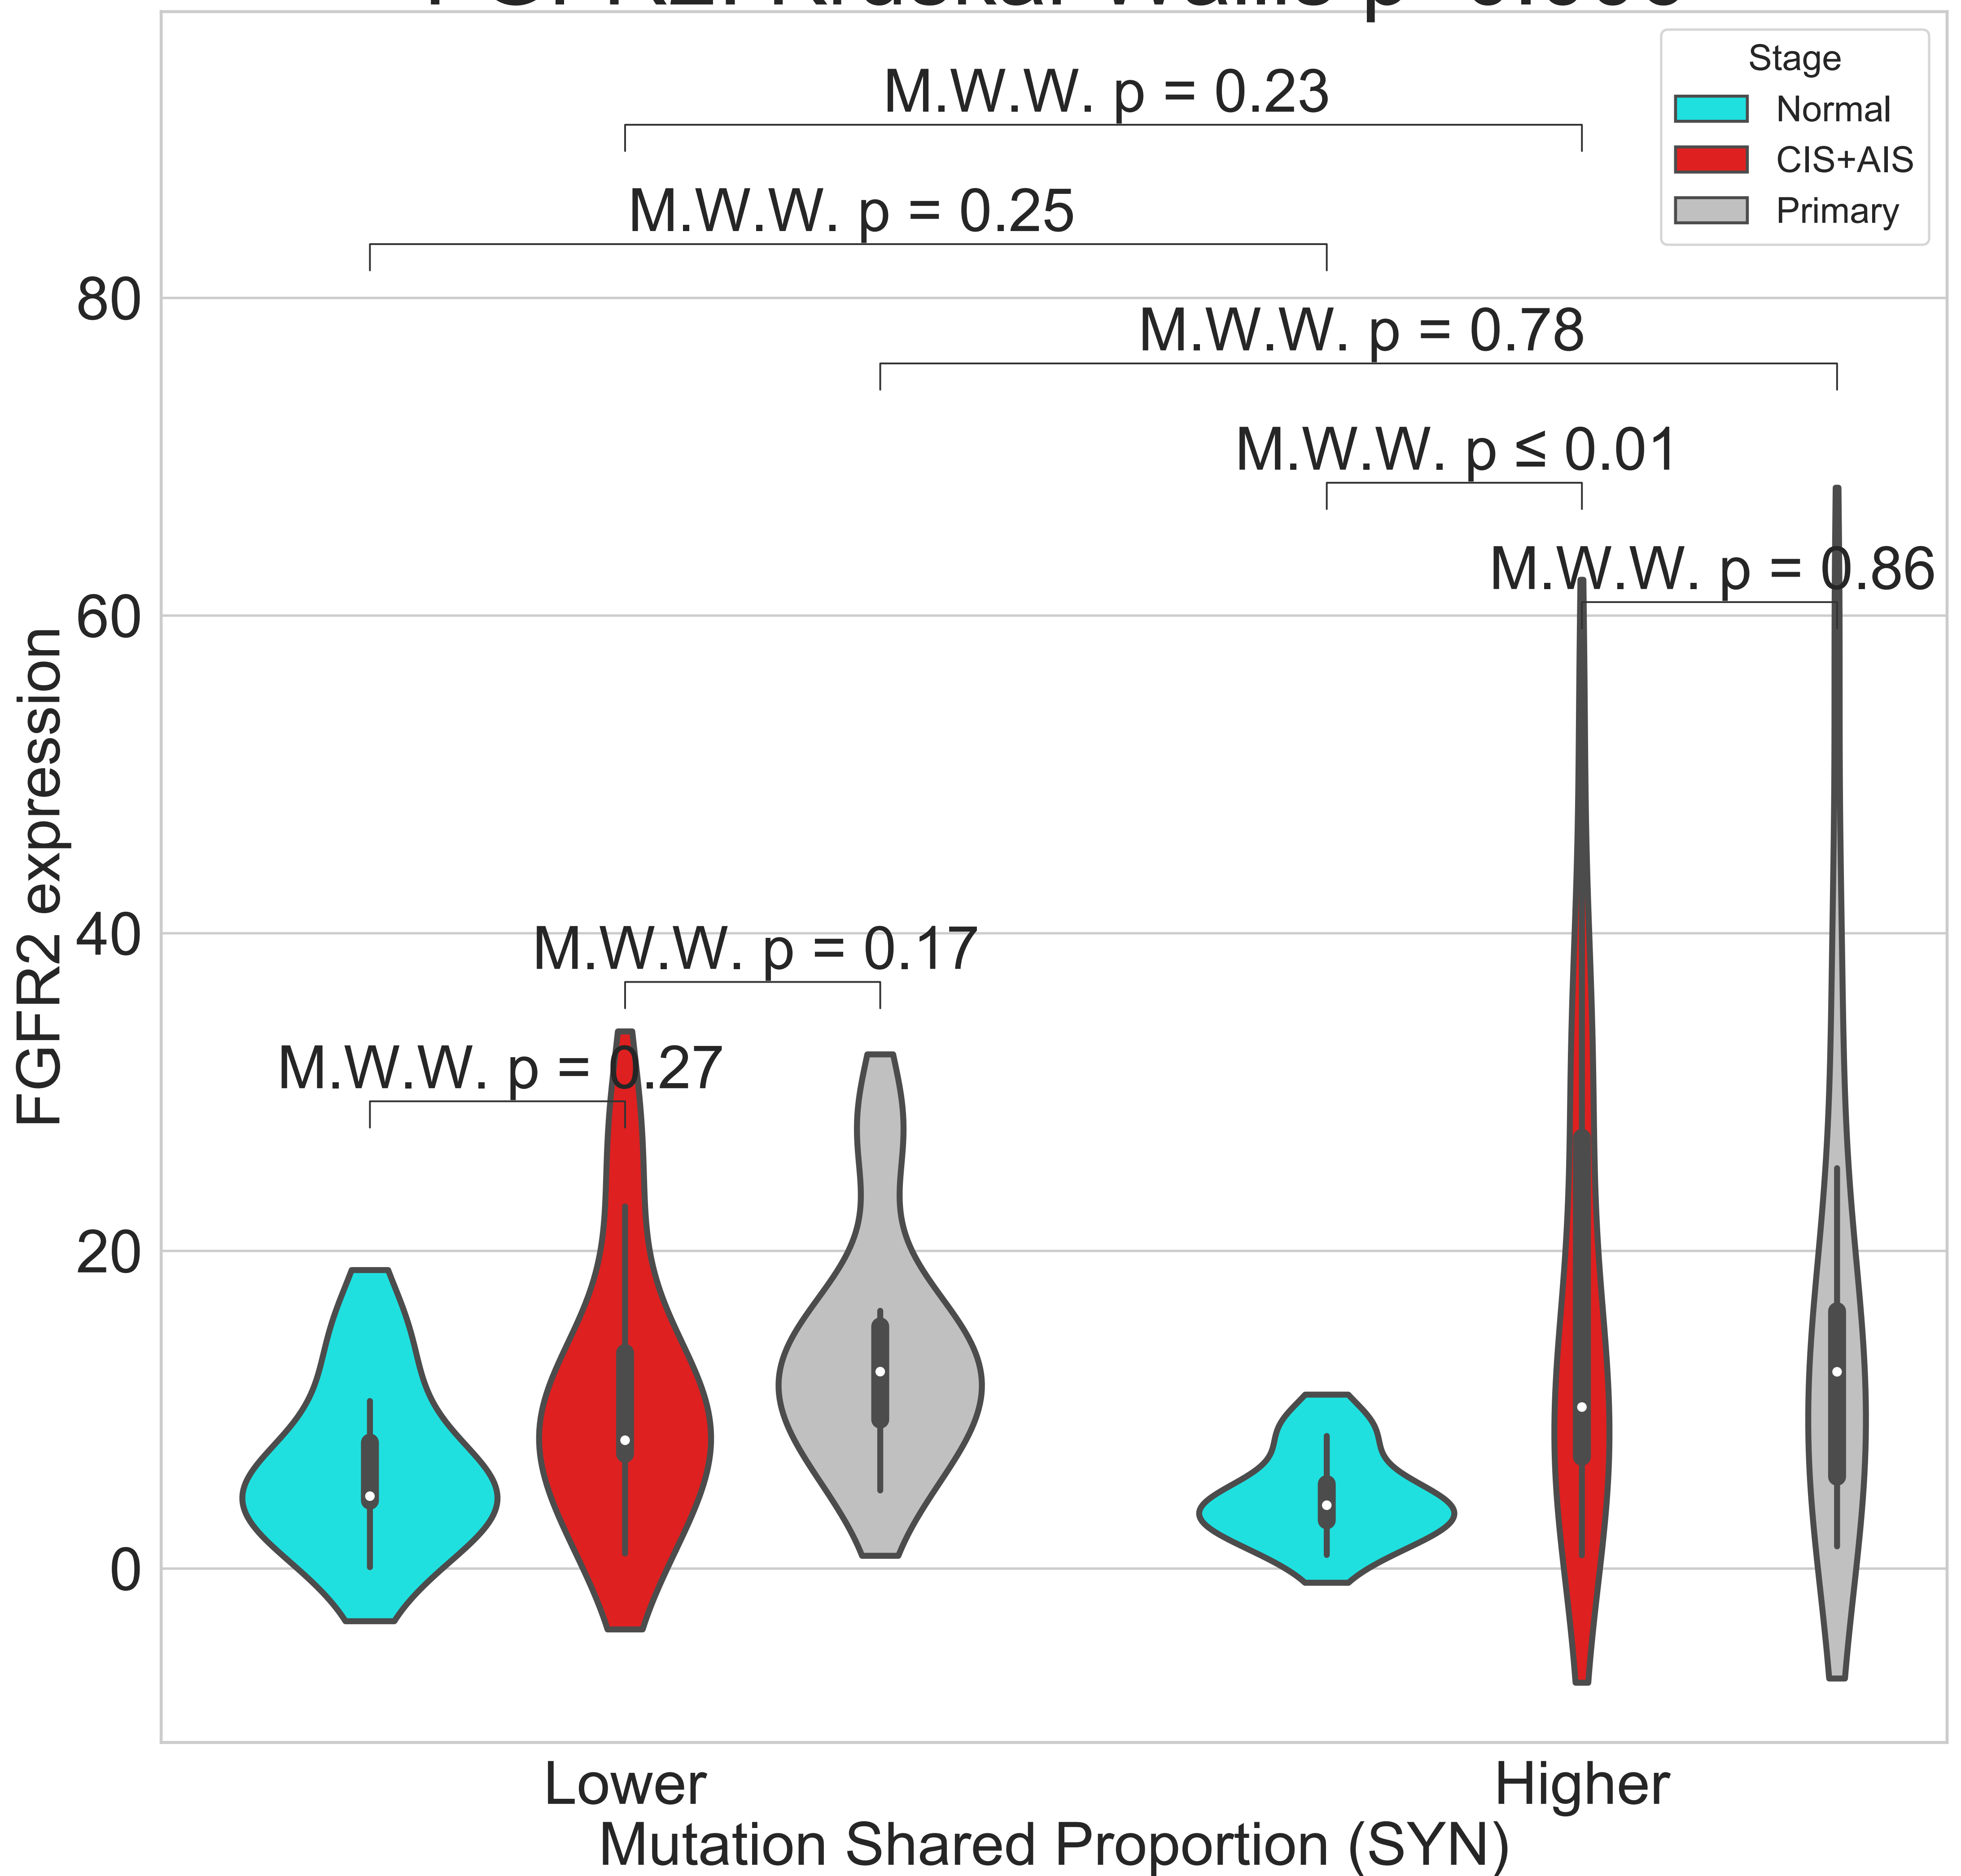 Stage
Normal
CIS+AIS
Primary
M.W.W. p = 0.23
M.W.W. p = 0.25
M.W.W. p = 0.78
M.W.W. p ≤ 0.01
M.W.W. p = 0.86
M.W.W. p = 0.17
M.W.W. p = 0.27
80
60
40
20
0
FGFR2 expression
Lower
Higher
Mutation Shared Proportion (SYN)